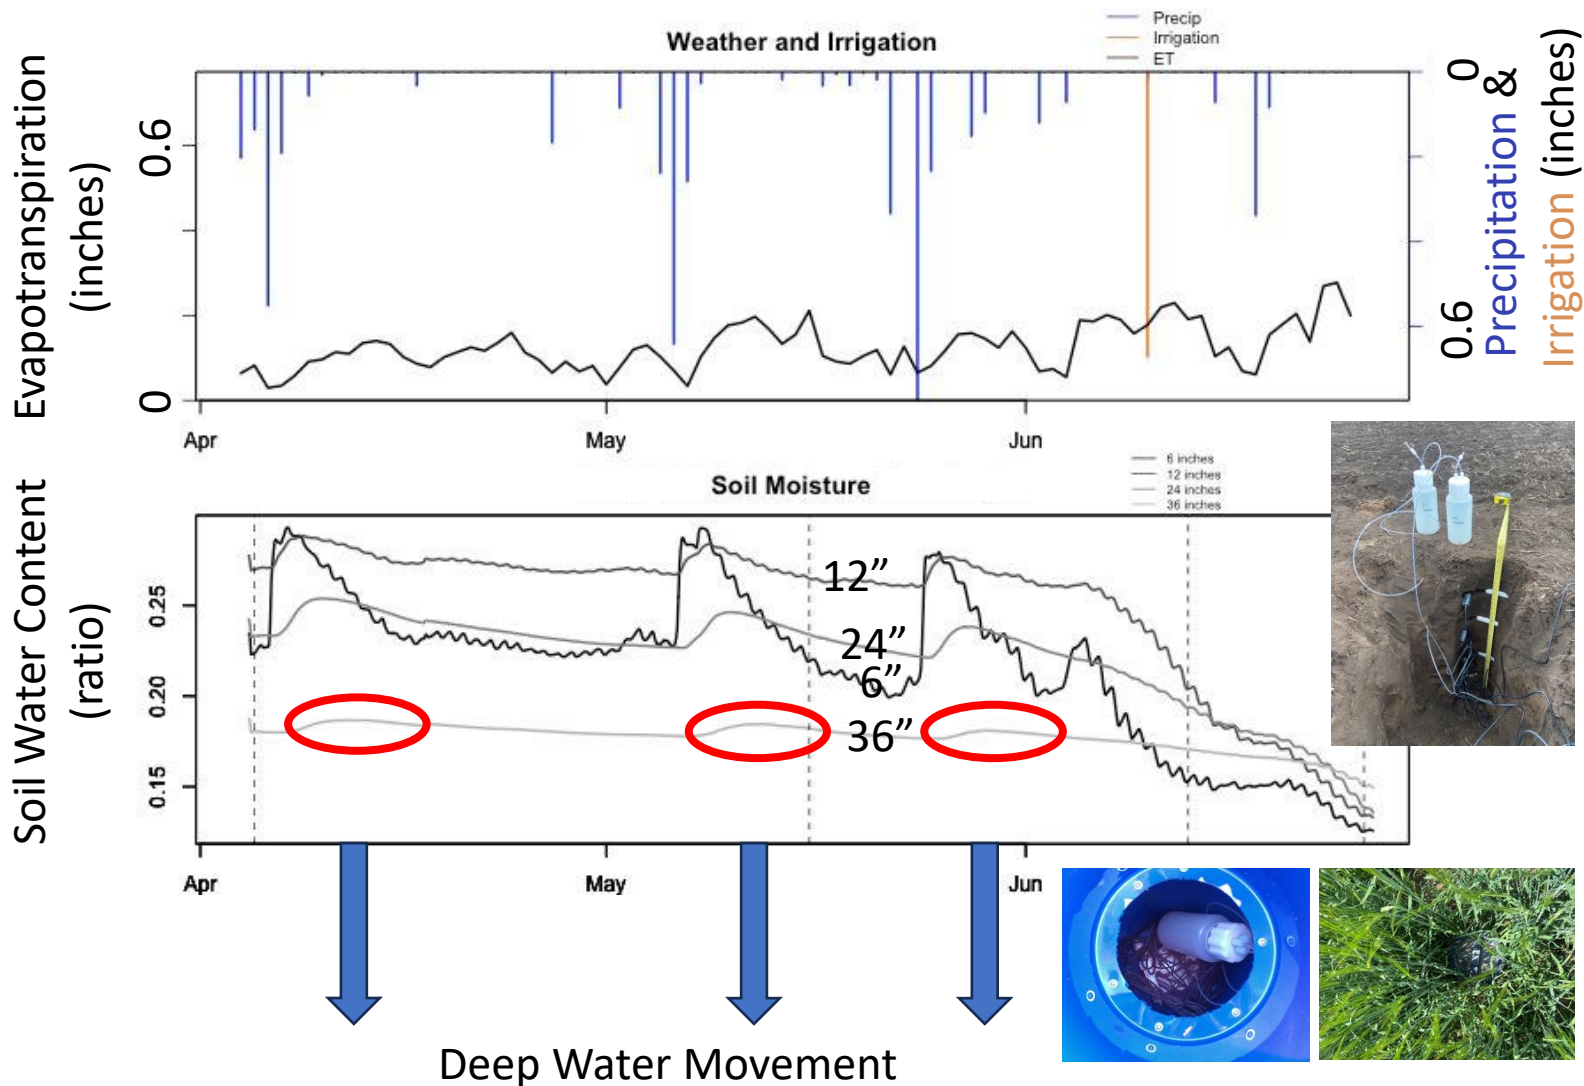 Weather and Irrigation
Precip
Irrigation
ET
Evapotranspiration
(inches)
0.6
0
0
0.6
Precipitation &
Irrigation (inches)
Apr
May
Jun
Soil Moisture
6 inches
12 inches
24 inches
36 inches
Soil Water Content
(ratio)
0.25
0.20
0.15
12”
24”
6”
36”
Apr
May
Jun
Deep Water Movement